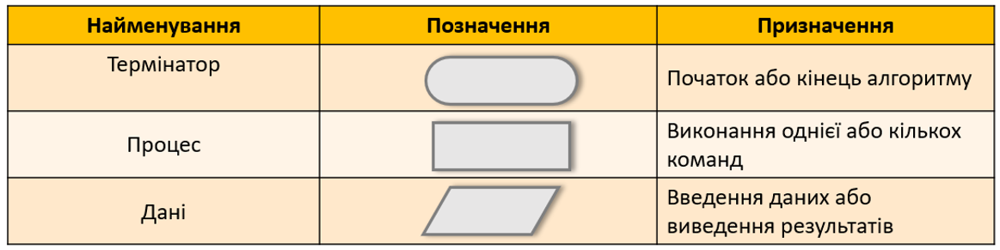 Найменування
Позначення
Призначення
Термінатор
Початок або кінець алгоритму
Процес
Виконання однієї або кількох
команд
Дані
Введення даних або
виведення результатів